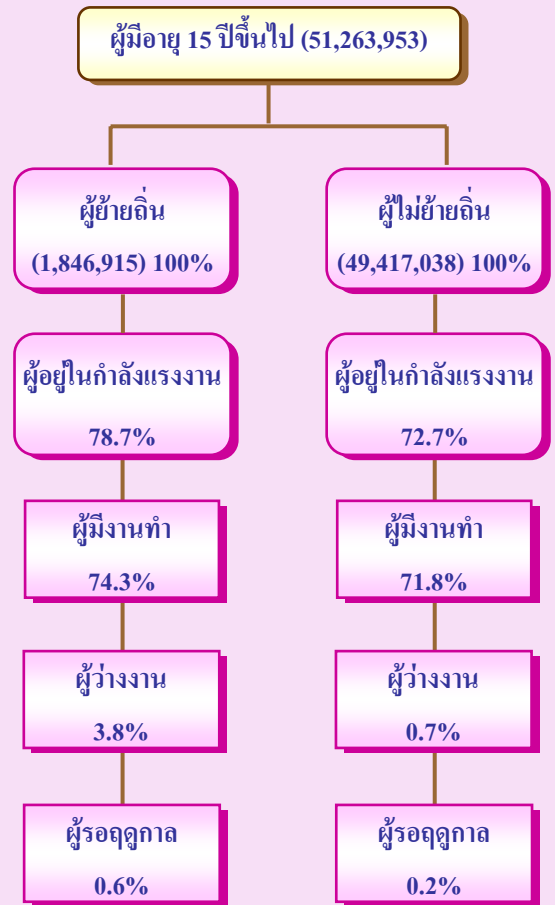 ผู้มีอายุ 15 ปีขึ้นไป (51,263,953)
ผู้ย้ายถิ่น
(1,846,915) 100%
ผู้อยู่ในกำลังแรงงาน
78.7%
ผู้มีงานทำ
74.3%
ผู้ว่างงาน
3.8%
ผู้รอฤดูกาล
0.6%
ผู้ไม่ย้ายถิ่น
(49,417,038) 100%
ผู้อยู่ในกำลังแรงงาน
72.7%
ผู้มีงานทำ
71.8%
ผู้ว่างงาน
0.7%
ผู้รอฤดูกาล
0.2%